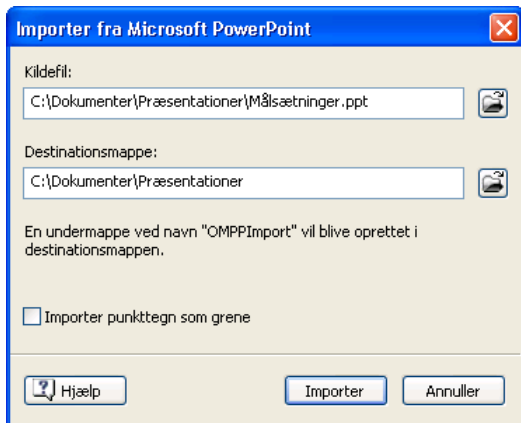 Importer fra Microsoft PowerPoint
Kildefil:
C:\Dokumenter\Præsentationer\Målsætninger.ppt
Destinationsmappe:
C:\Dokumenter\Præsentationer
En undermappe ved navn "OMPPImport" vil blive oprettet i
destinationsmappen.
Importer punkttegn som grene
Hjælp
Importer
Annuller